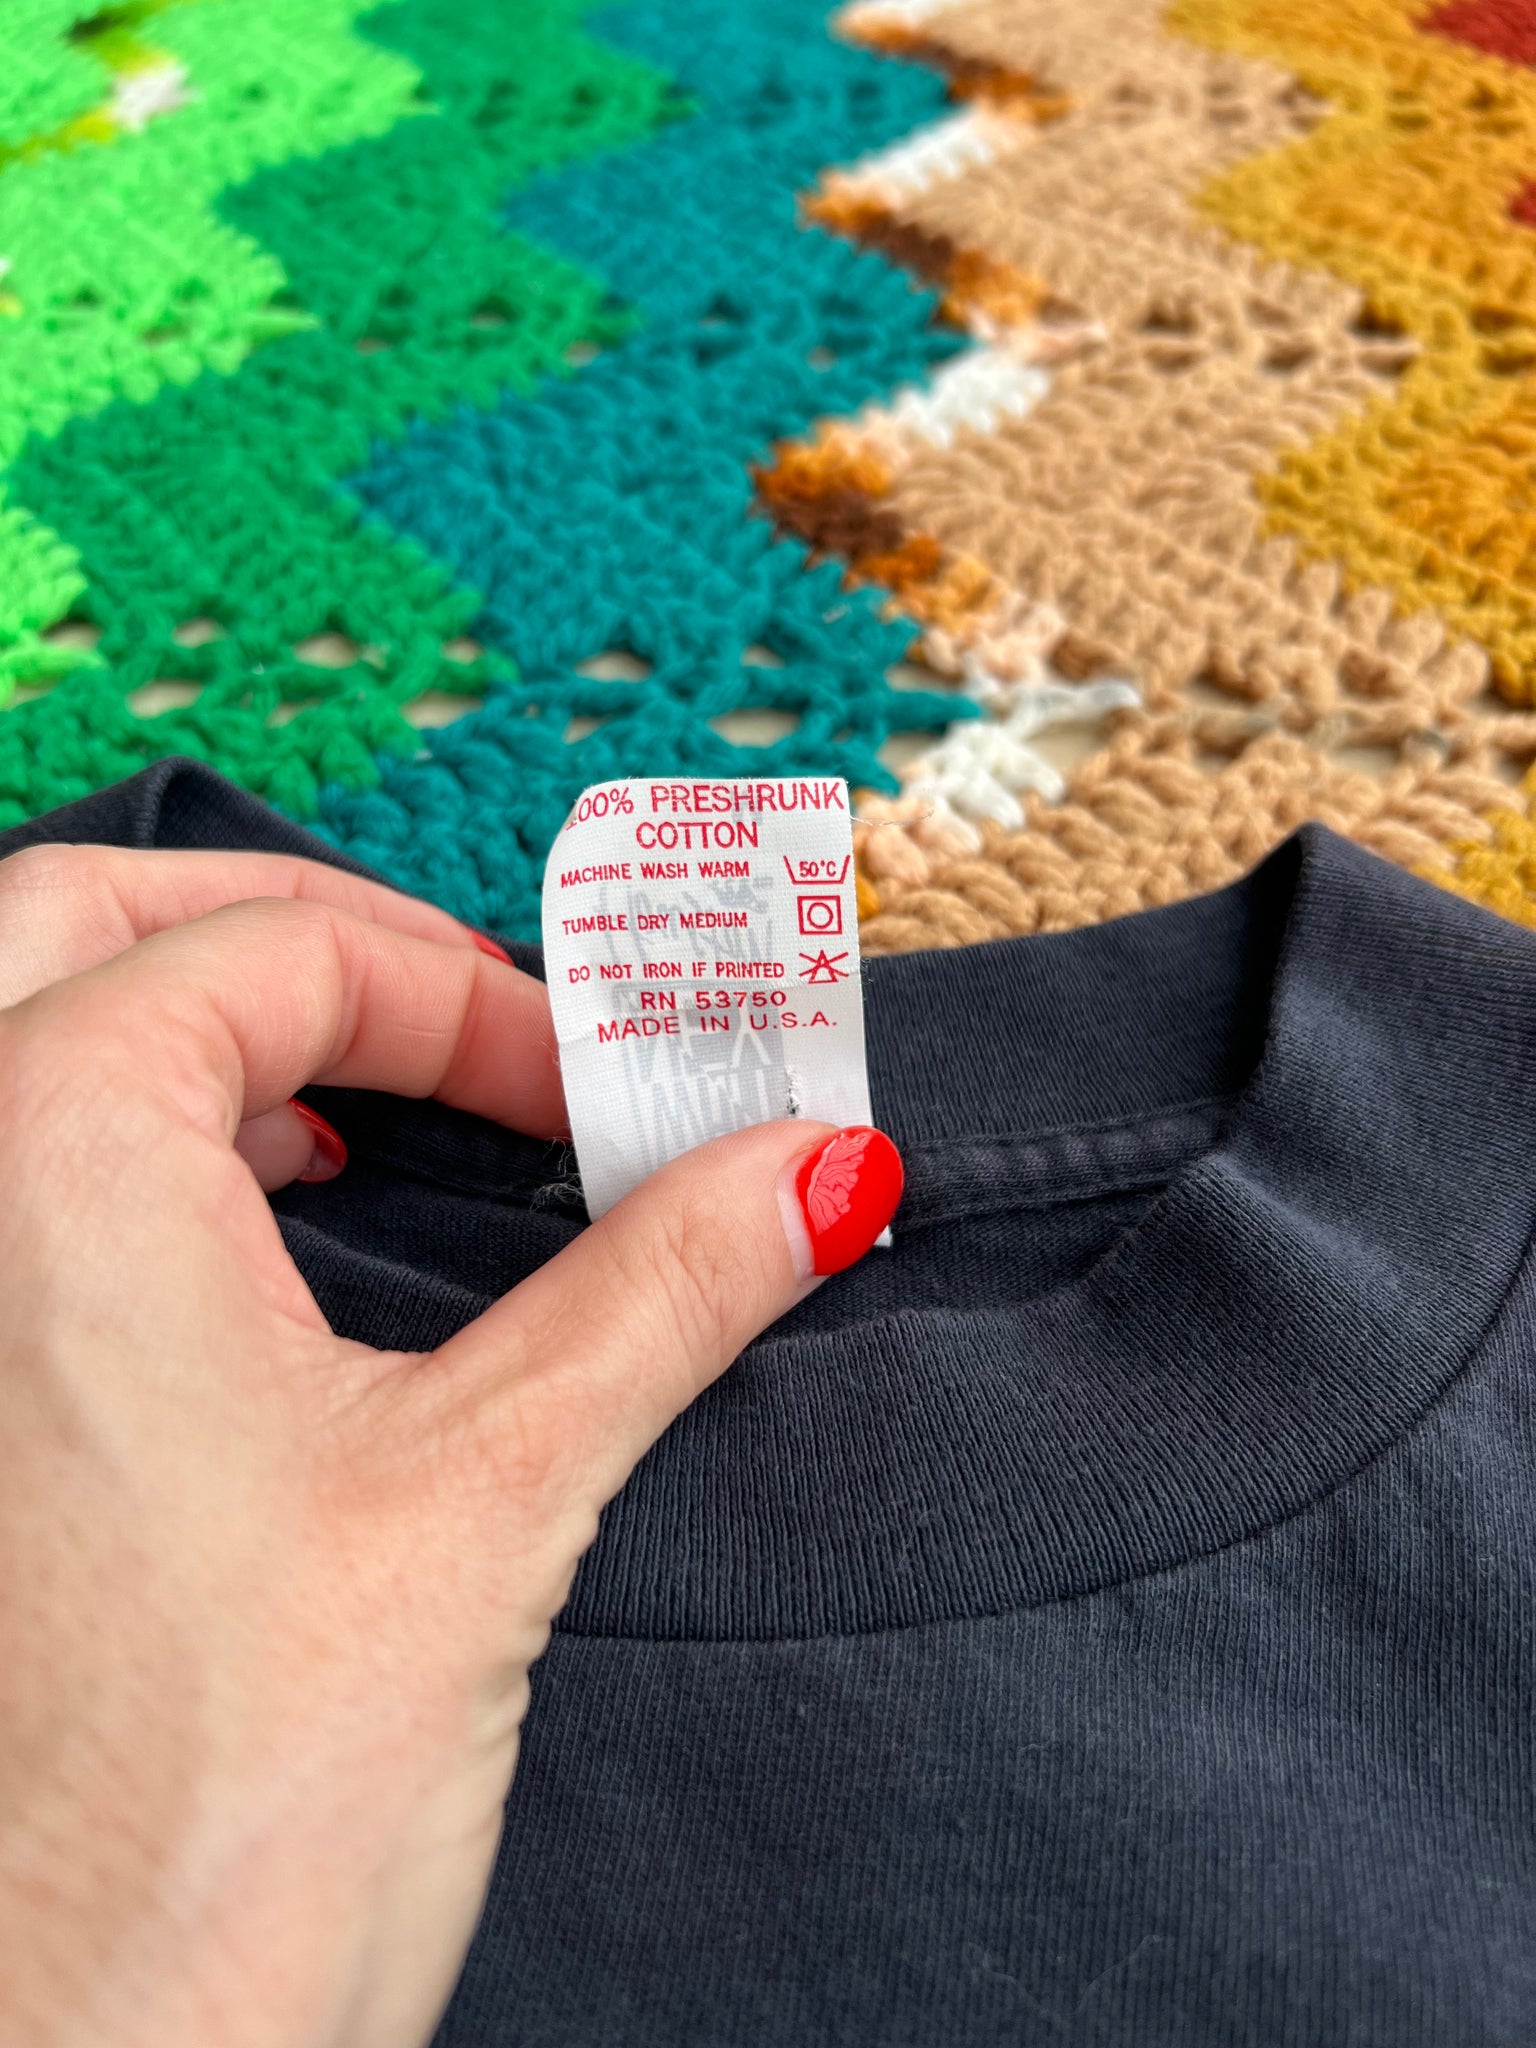 100% PRESHRUNK
COTTON
MACHINE WASH WARM 50°C
TUMBLE DRY MEDIUM
DO NOT IRON IF PRINTED
RN 53750
MADE IN U.S.A.